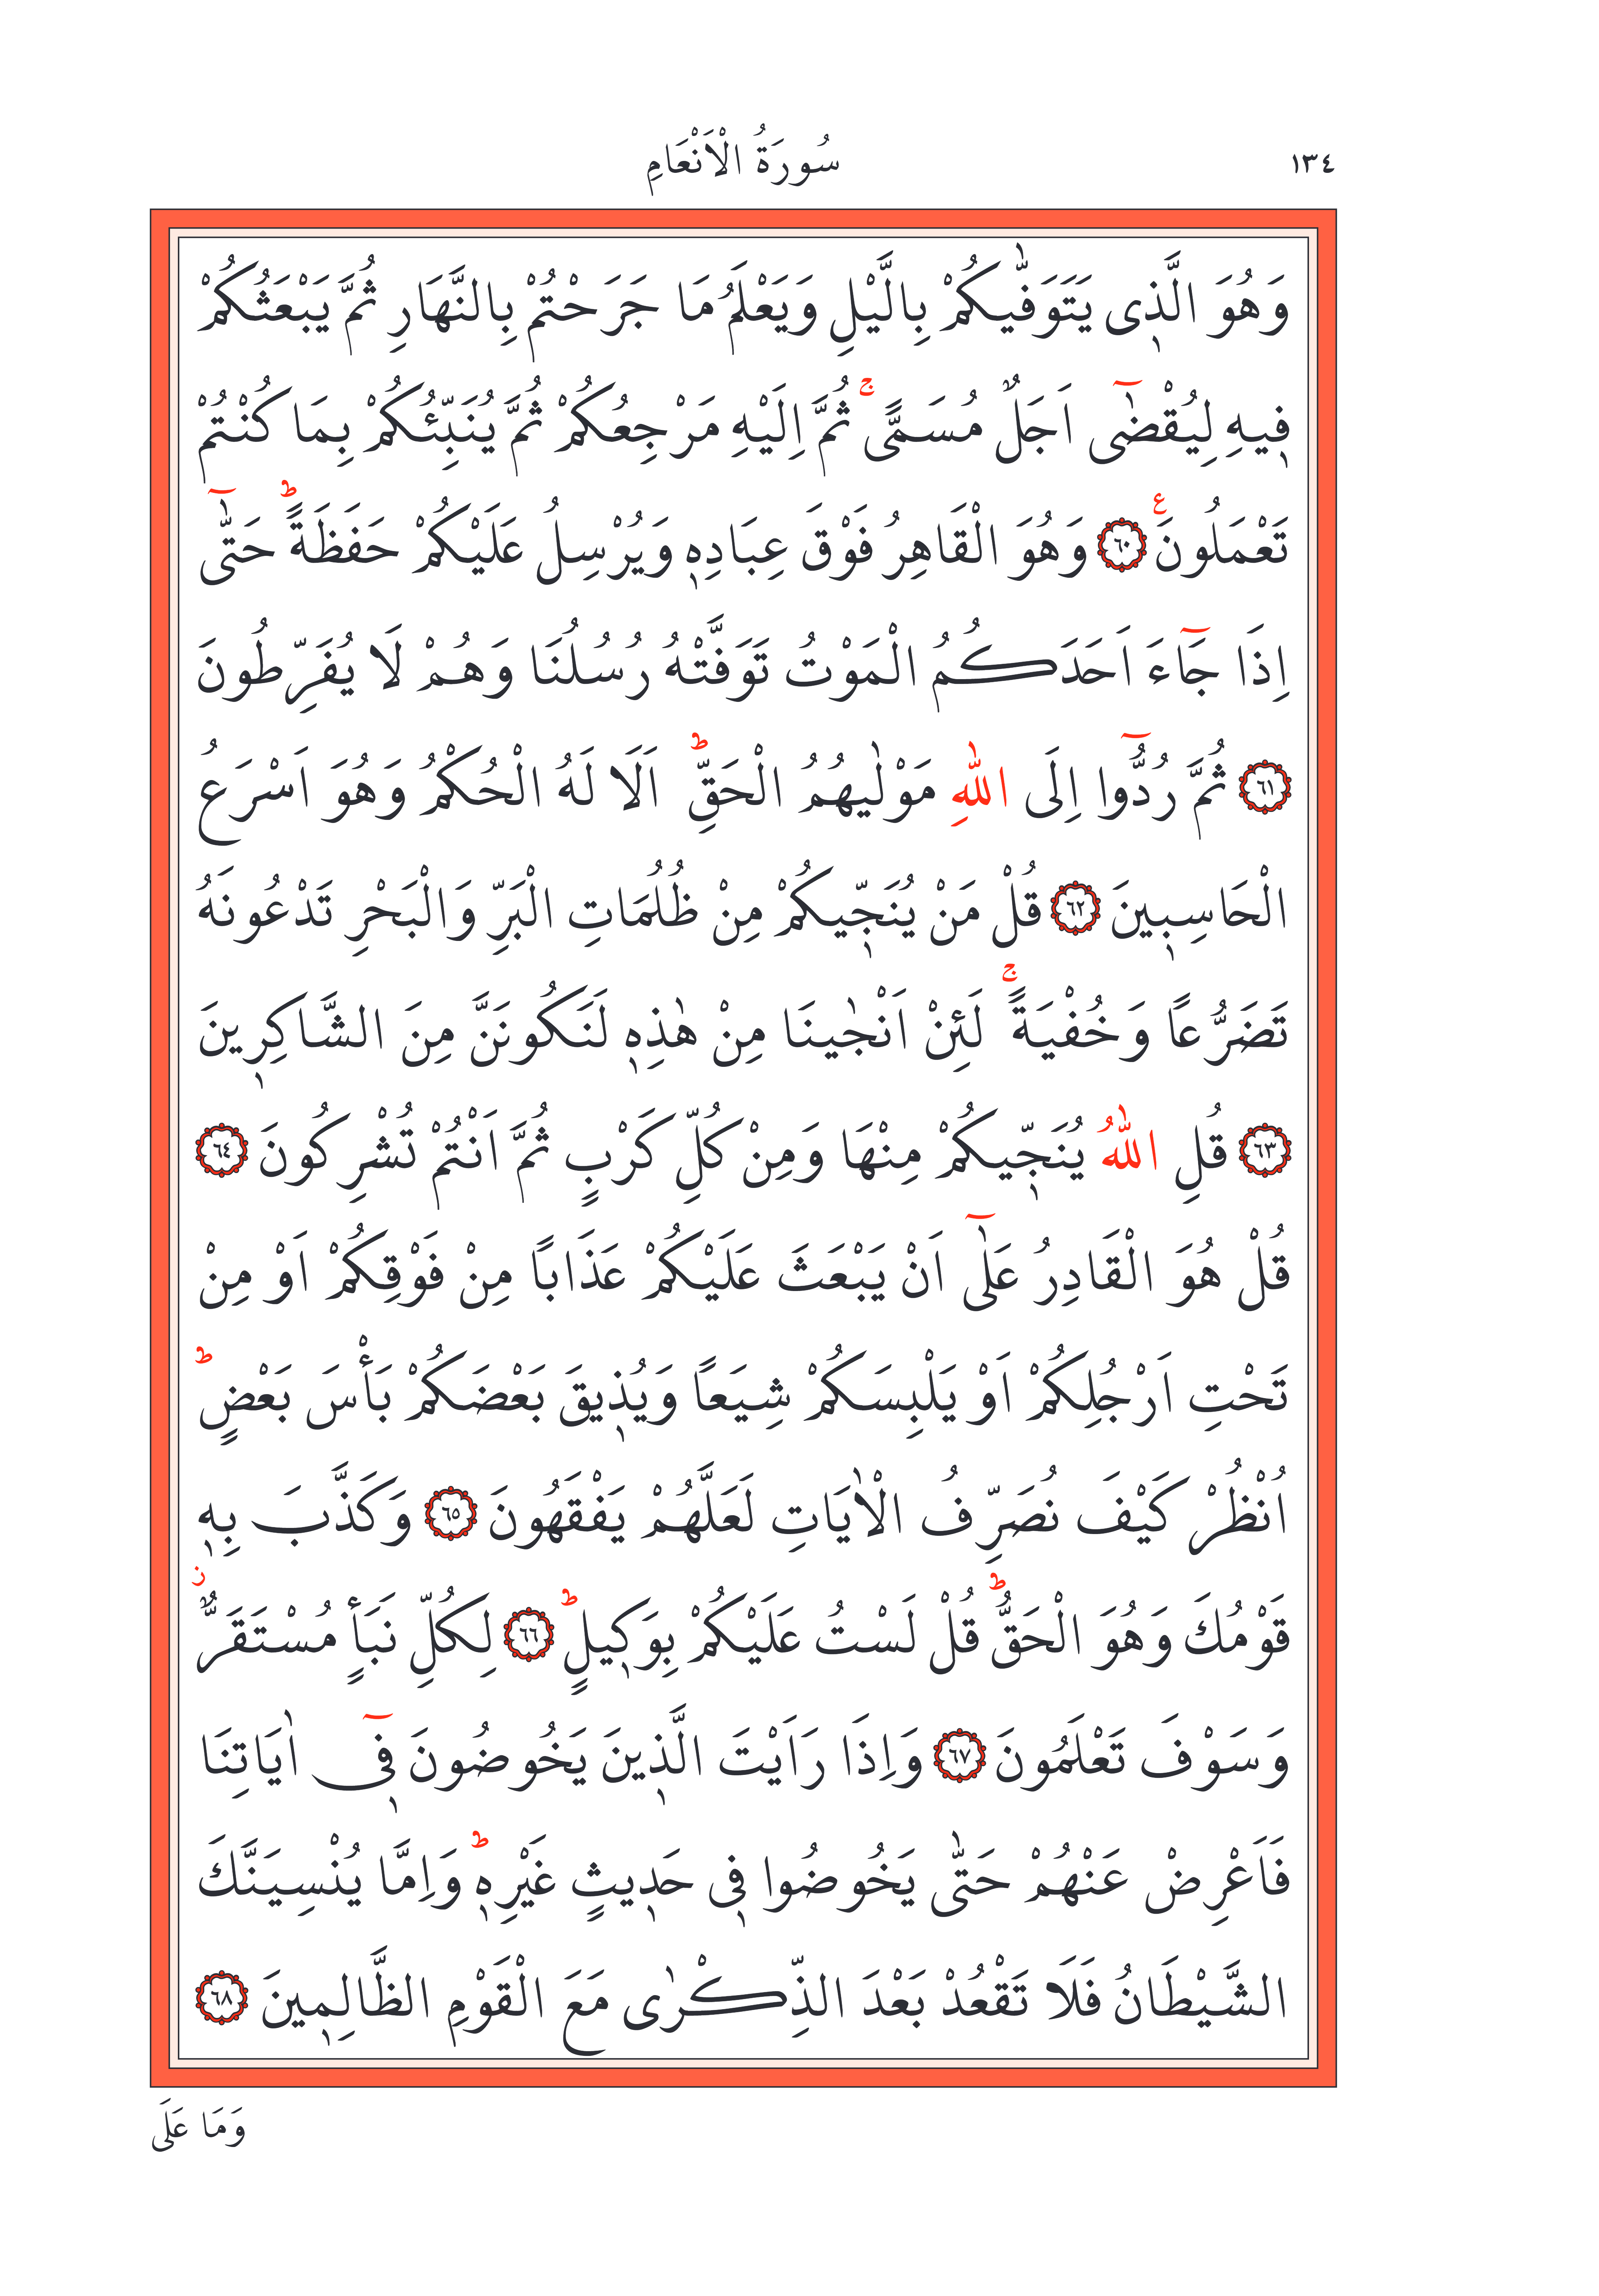 ١٣٤
سُورَةُ الْاَنْعَامِ
وَهُوَ الَّذٖى يَتَوَفّٰيكُمْ بِالَّيْلِ وَيَعْلَمُ مَا جَرَحْتُمْ بِالنَّهَارِ ثُمَّ يَبْعَثُكُمْ
فٖيهِ لِيُقْضٰٓى اَجَلٌ مُسَمًّىۚ ثُمَّ اِلَيْهِ مَرْجِعُكُمْ ثُمَّ يُنَبِّئُكُمْ بِمَا كُنْتُمْ
تَعْمَلُونَࣖ ﴿٦٠﴾ وَهُوَ الْقَاهِرُ فَوْقَ عِبَادِهٖ وَيُرْسِلُ عَلَيْكُمْ حَفَظَةًؕ حَتّٰٓى
اِذَا جَٓاءَ اَحَدَكُمُ الْمَوْتُ تَوَفَّتْهُ رُسُلُنَا وَهُمْ لَا يُفَرِّطُونَ
﴿٦١﴾ ثُمَّ رُدُّٓوا اِلَى اللّٰهِ مَوْلٰيهُمُ الْحَقِّؕ اَلَا لَهُ الْحُكْمُ وَهُوَ اَسْرَعُ
الْحَاسِبٖينَ ﴿٦٢﴾ قُلْ مَنْ يُنَجّٖيكُمْ مِنْ ظُلُمَاتِ الْبَرِّ وَالْبَحْرِ تَدْعُونَهُ
تَضَرُّعًا وَخُفْيَةًۚ لَئِنْ اَنْجٰينَا مِنْ هٰذِهٖ لَنَكُونَنَّ مِنَ الشَّاكِرٖينَ
﴿٦٣﴾ قُلِ اللّٰهُ يُنَجّٖيكُمْ مِنْهَا وَمِنْ كُلِّ كَرْبٍ ثُمَّ اَنْتُمْ تُشْرِكُونَ ﴿٦٤﴾
قُلْ هُوَ الْقَادِرُ عَلٰٓى اَنْ يَبْعَثَ عَلَيْكُمْ عَذَابًا مِنْ فَوْقِكُمْ اَوْ مِنْ
تَحْتِ اَرْجُلِكُمْ اَوْ يَلْبِسَكُمْ شِيَعًا وَيُذٖيقَ بَعْضَكُمْ بَأْسَ بَعْضٍؕ
اُنْظُرْ كَيْفَ نُصَرِّفُ الْاٰيَاتِ لَعَلَّهُمْ يَفْقَهُونَ ﴿٦٥﴾ وَكَذَّبَ بِهٖ
قَوْمُكَ وَهُوَ الْحَقُّؕ قُلْ لَسْتُ عَلَيْكُمْ بِوَكٖيلٍؕ ﴿٦٦﴾ لِكُلِّ نَبَأٍ مُسْتَقَرٌّن
وَسَوْفَ تَعْلَمُونَ ﴿٦٧﴾ وَاِذَا رَاَيْتَ الَّذٖينَ يَخُوضُونَ فٖٓى اٰيَاتِنَا
فَاَعْرِضْ عَنْهُمْ حَتّٰى يَخُوضُوا فٖى حَدٖيثٍ غَيْرِهٖؕ وَاِمَّا يُنْسِيَنَّكَ
الشَّيْطَانُ فَلَا تَقْعُدْ بَعْدَ الذِّكْرٰى مَعَ الْقَوْمِ الظَّالِمٖينَ ﴿٦٨﴾
وَمَا عَلَى